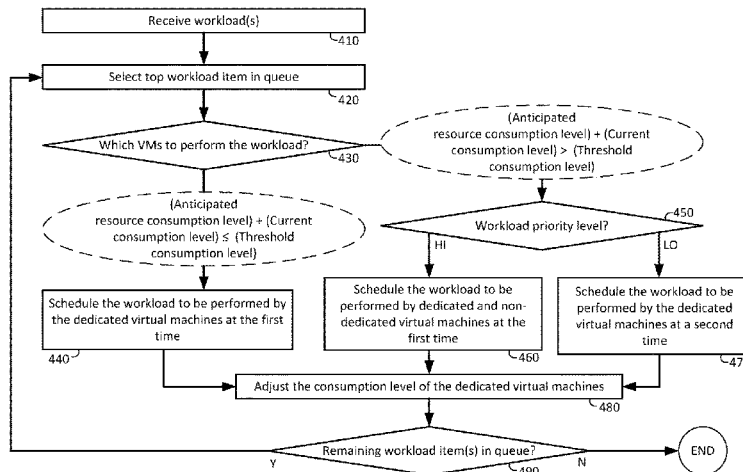 Receive workload(s)
410
Select top workload item in queue
420
Which VMs to perform the workload?
430
(Anticipated
resource consumption level) + (Current
consumption level) > (Threshold
consumption level)
(Anticipated
resource consumption level) + (Current
consumption level) ≤ (Threshold
consumption level)
450
Workload priority level?
HI
LO
Schedule the workload to be performed by
the dedicated virtual machines at the first
time
440
Schedule the workload to be
performed by dedicated and non-
dedicated virtual machines at the
first time
460
Schedule the workload to be
performed by the dedicated
virtual machines at a second
time
Adjust the consumption level of the dedicated virtual machines
480
Remaining workload item(s) in queue?
Y
N
END